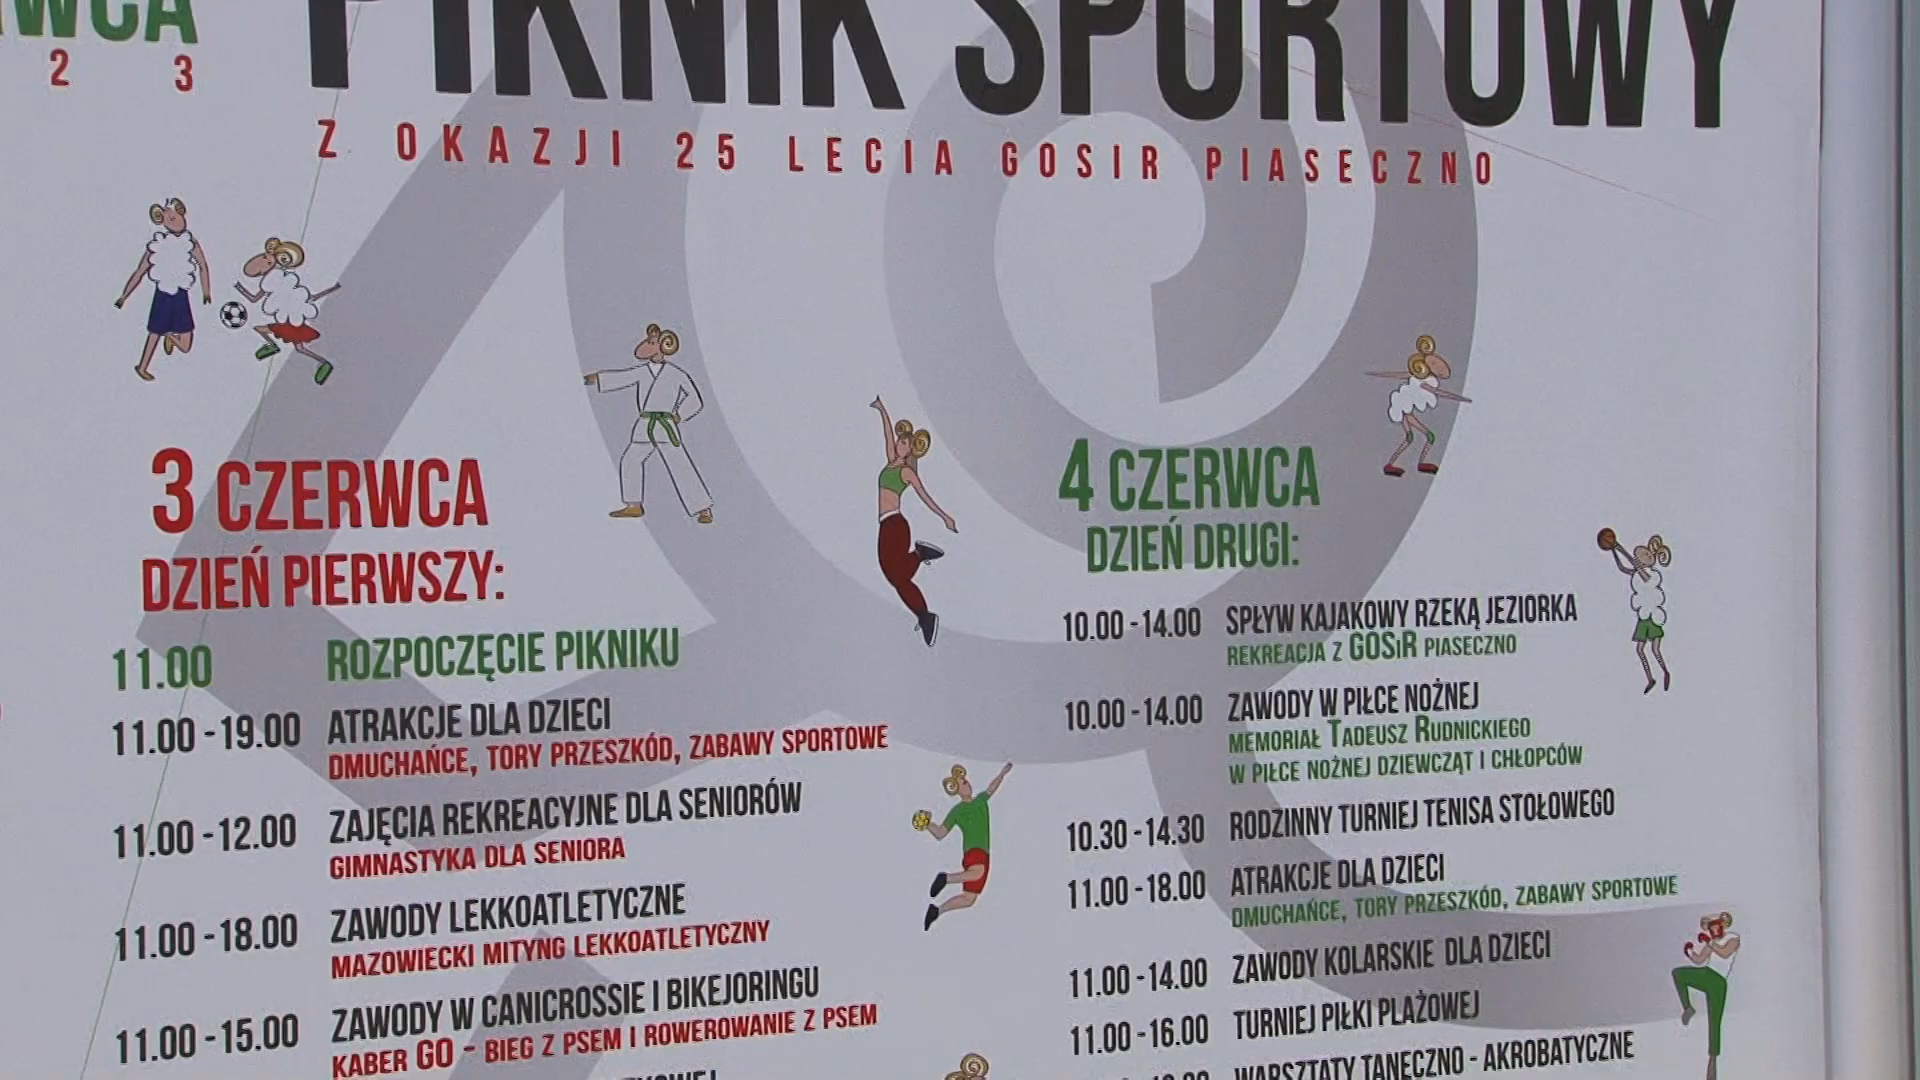 PIKNIK SPORTOWY
2 3
Z OKAZJI 25 LECIA GOSIR PIASECZNO
3 CZERWCA
DZIEŃ PIERWSZY:
11.00 ROZPOCZĘCIE PIKNIKU
11.00 - 19.00 ATRAKCJE DLA DZIECI
DMUCHAŃCE, TORY PRZESZKÓD, ZABAWY SPORTOWE
11.00 - 12.00 ZAJĘCIA REKREACYJNE DLA SENIORÓW
GIMNASTYKA DLA SENIORA
11.00 - 18.00 ZAWODY LEKKOATLETYCZNE
MAZOWIECKI MITYNG LEKKOATLETYCZNY
11.00 - 15.00 ZAWODY W CANICROSSIE I BIKEJORINGU
KABER GO - BIEG Z PSEM I ROWEROWANIE Z PSEM
4 CZERWCA
DZIEŃ DRUGI:
10.00 - 14.00 SPŁYW KAJAKOWY RZEKĄ JEZIORKA
REKREACJA Z GOSiR PIASECZNO
10.00 - 14.00 ZAWODY W PIŁCE NOŻNEJ
MEMORIAŁ TADEUSZ RUDNICKIEGO
W PIŁCE NOŻNEJ DZIEWCZĄT I CHŁOPCÓW
10.30 - 14.30 RODZINNY TURNIEJ TENISA STOŁOWEGO
11.00 - 18.00 ATRAKCJE DLA DZIECI
DMUCHAŃCE, TORY PRZESZKÓD, ZABAWY SPORTOWE
11.00 - 14.00 ZAWODY KOLARSKIE DLA DZIECI
11.00 - 16.00 TURNIEJ PIŁKI PLAŻOWEJ
WARSZTATY TANECZNO - AKROBATYCZNE